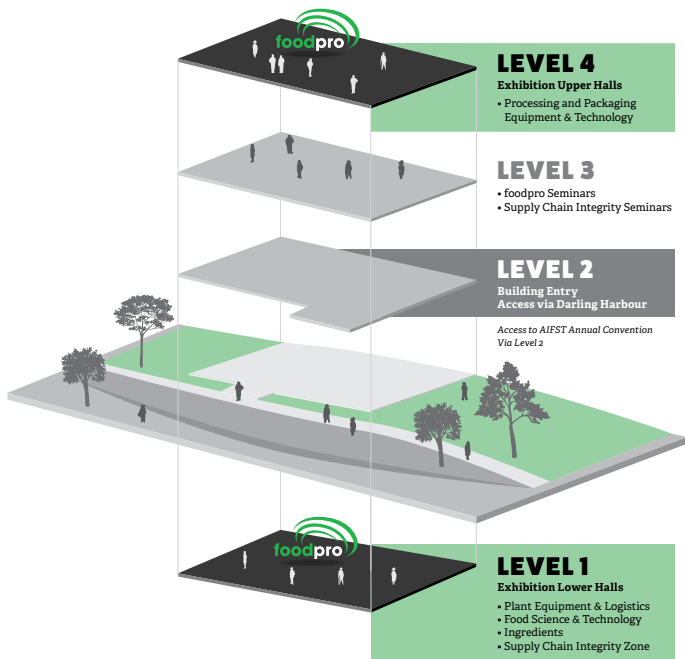 foodpro
LEVEL 4
Exhibition Upper Halls
• Processing and Packaging
Equipment & Technology
LEVEL 3
• foodpro Seminars
• Supply Chain Integrity Seminars
LEVEL 2
Building Entry
Access via Darling Harbour
Access to AIFST Annual Convention
Via Level 2
foodpro
LEVEL 1
Exhibition Lower Halls
• Plant Equipment & Logistics
• Food Science & Technology
• Ingredients
• Supply Chain Integrity Zone